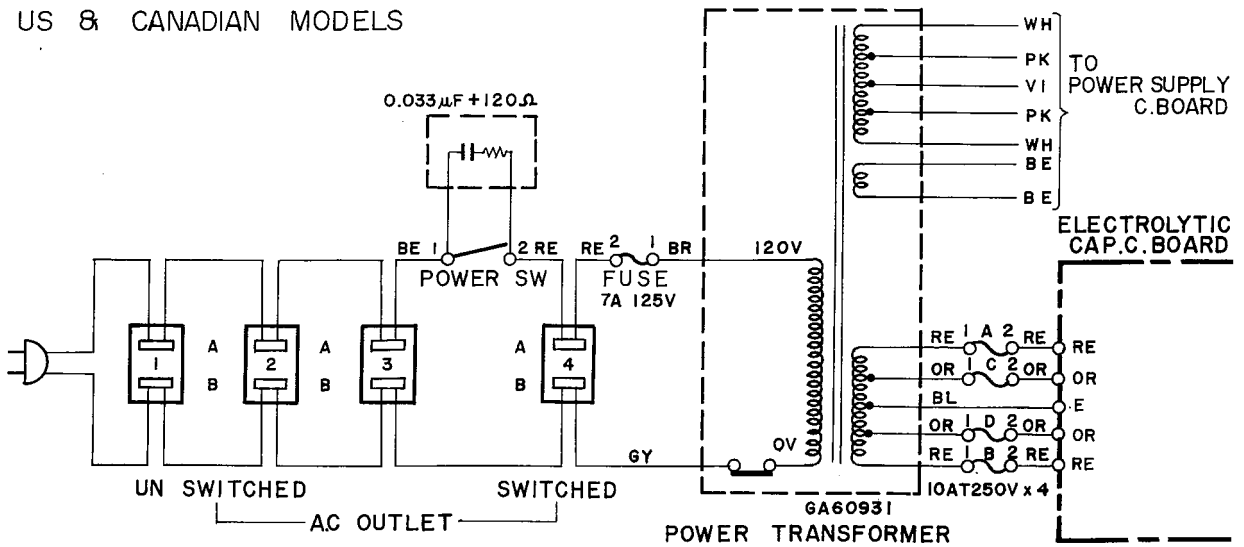 US & CANADIAN MODELS
0.033µF+120Ω
WH
PK
VI
PK
WH
BE
BE
TO
POWER SUPPLY
C.BOARD
ELECTROLYTIC
CAP.C.BOARD
BE 1
2 RE
POWER SW
RE 2
1 BR
FUSE
7A 125V
120V
1
A
B
2
A
B
3
A
B
4
RE 1 A 2 RE
RE
OR 1 C 2 OR
OR
BL
E
OR 1 D 2 OR
OR
RE 1 B 2 RE
RE
GY
0V
10AT250V x 4
UN SWITCHED
SWITCHED
A.C OUTLET
GA60931
POWER TRANSFORMER